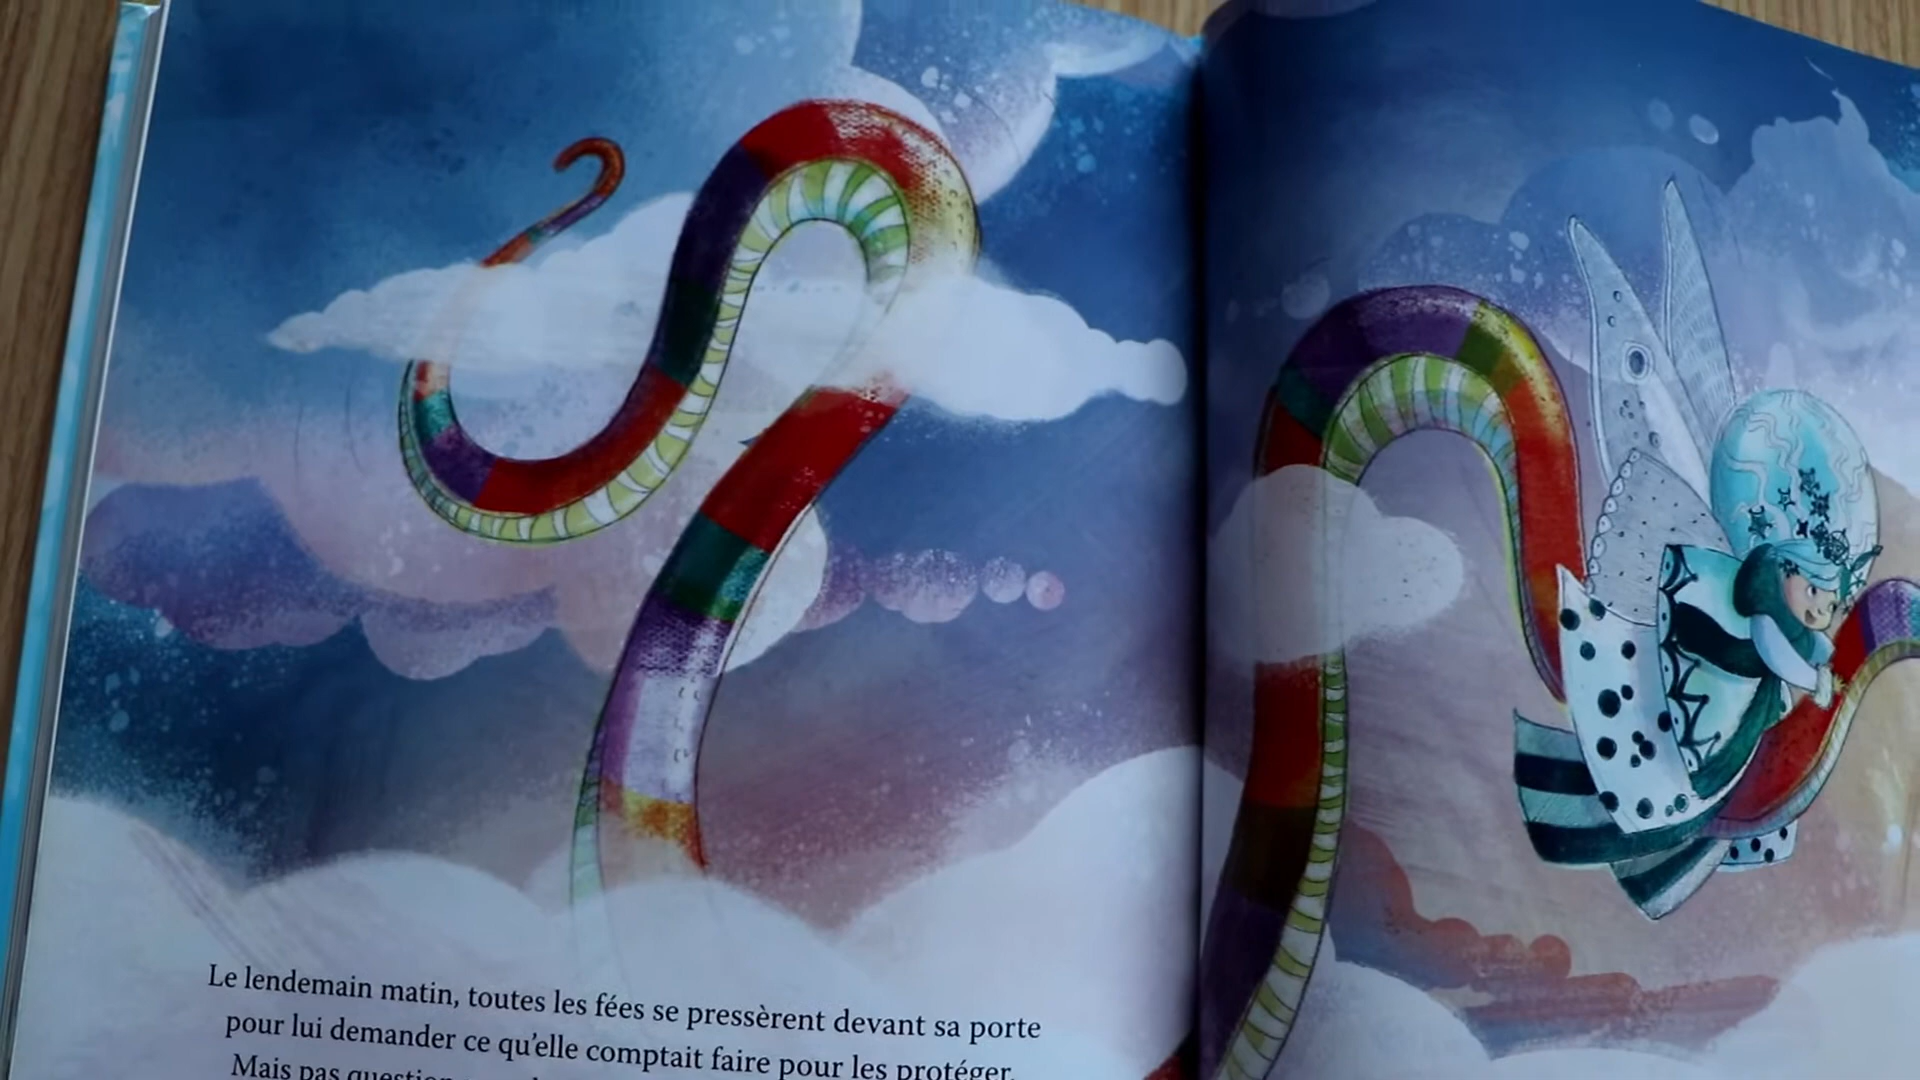 Le lendemain matin, toutes les fées se pressèrent devant sa porte
pour lui demander ce qu'elle comptait faire pour les protéger.
Mais pas question